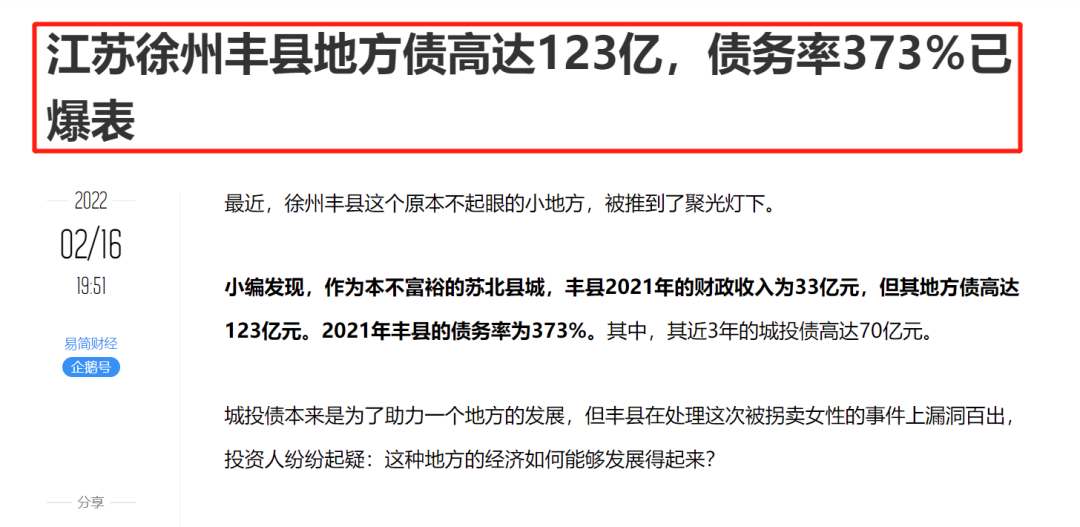 江苏徐州丰县地方债高达123亿，债务率373%已
爆表
2022
02/16
19:51
易简财经
企鹅号
分享
最近，徐州丰县这个原本不起眼的小地方，被推到了聚光灯下。
小编发现，作为本不富裕的苏北县城，丰县2021年的财政收入为33亿元，但其地方债高达
123亿元。2021年丰县的债务率为373%。其中，其近3年的城投债高达70亿元。
城投债本来是为了助力一个地方的发展，但丰县在处理这次被拐卖女性的事件上漏洞百出，
投资人纷纷起疑：这种地方的经济如何能够发展得起来？